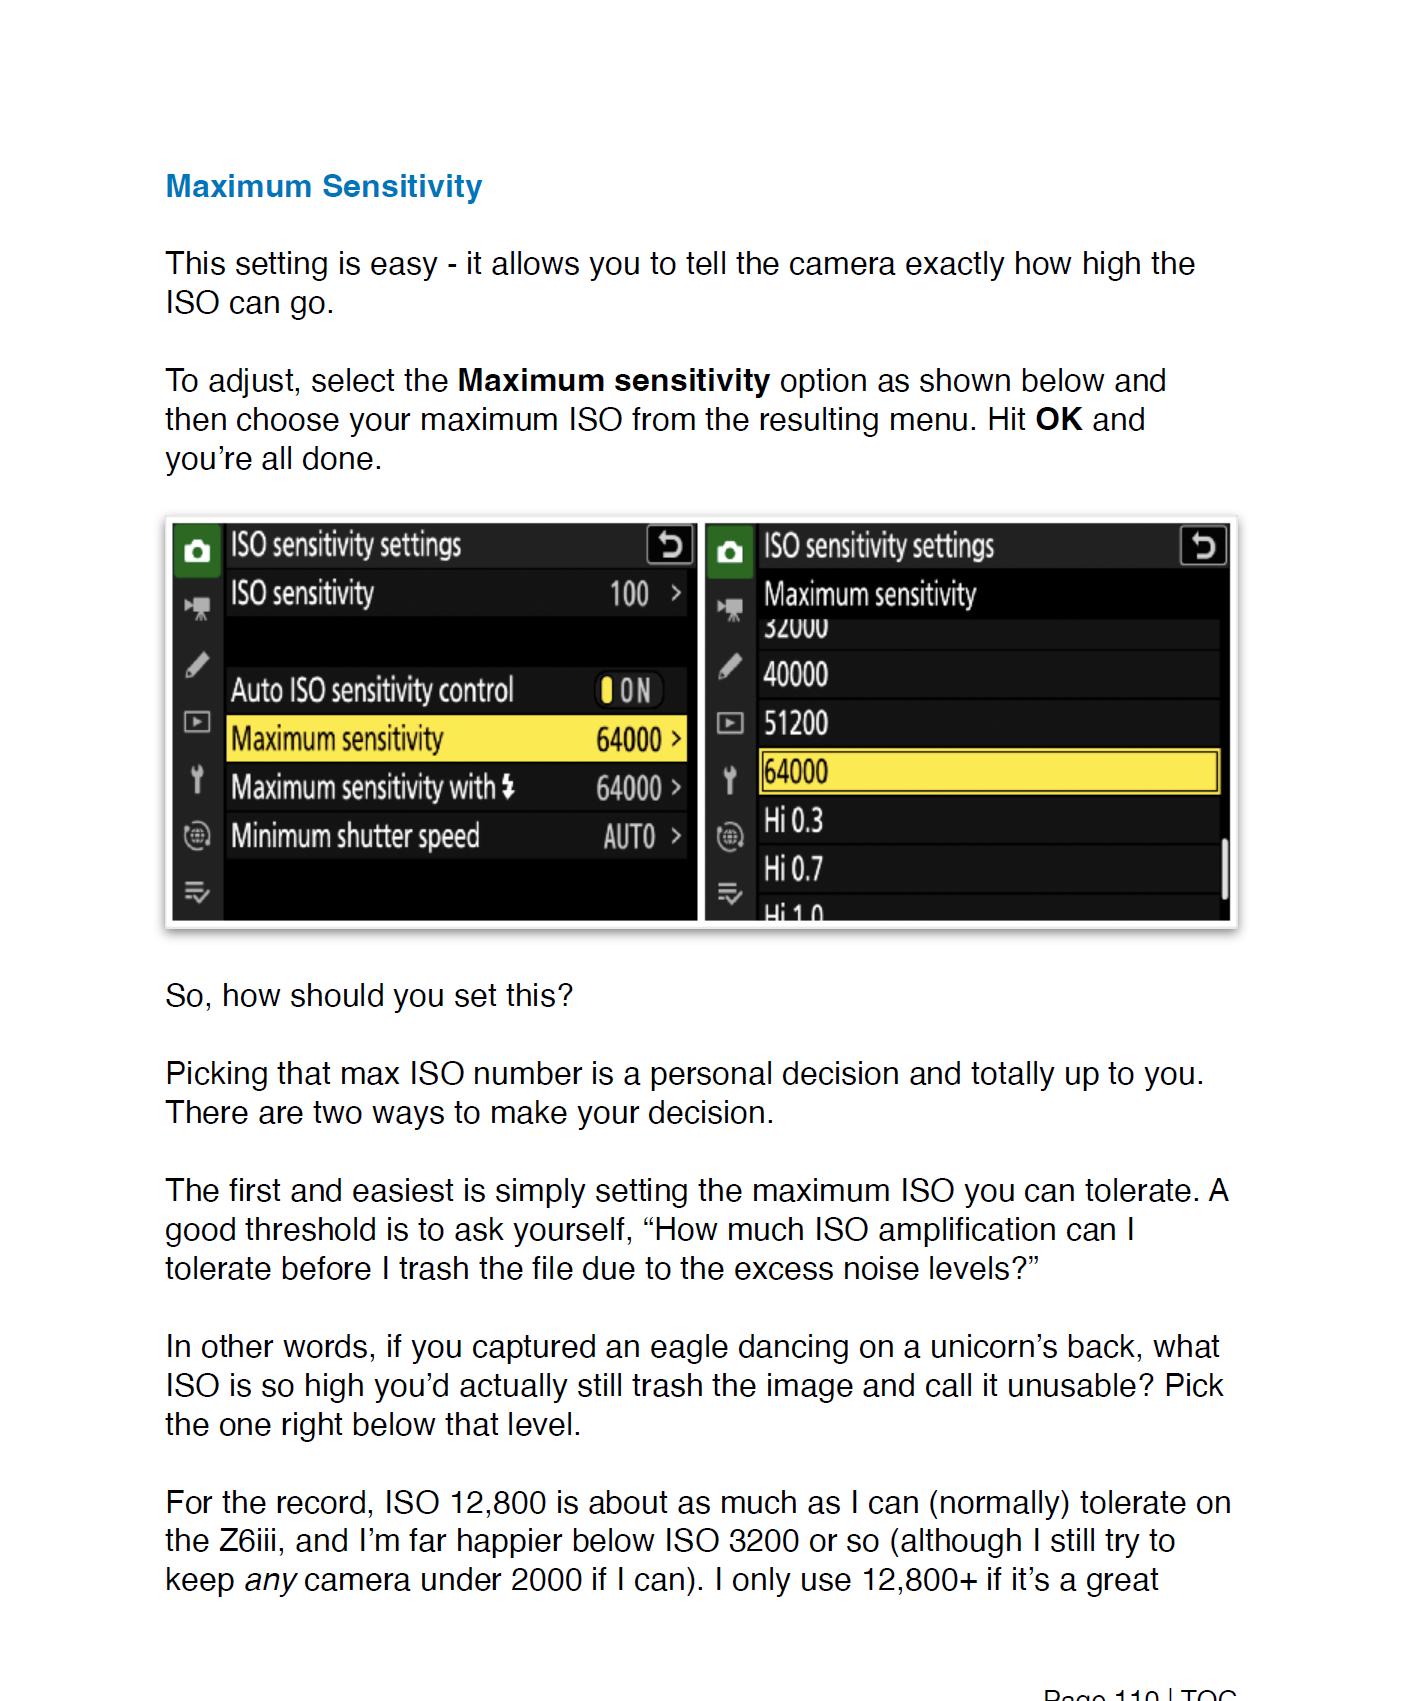 Maximum Sensitivity
This setting is easy - it allows you to tell the camera exactly how high the
ISO can go.
To adjust, select the Maximum sensitivity option as shown below and
then choose your maximum ISO from the resulting menu. Hit OK and
you’re all done.
ISO sensitivity settings
ISO sensitivity 100 >
Auto ISO sensitivity control ON
Maximum sensitivity 64000 >
Maximum sensitivity with 64000 >
Minimum shutter speed AUTO >
ISO sensitivity settings
Maximum sensitivity
32000
40000
51200
64000
Hi 0.3
Hi 0.7
Hi 1.0
So, how should you set this?
Picking that max ISO number is a personal decision and totally up to you.
There are two ways to make your decision.
The first and easiest is simply setting the maximum ISO you can tolerate. A
good threshold is to ask yourself, “How much ISO amplification can I
tolerate before I trash the file due to the excess noise levels?”
In other words, if you captured an eagle dancing on a unicorn’s back, what
ISO is so high you’d actually still trash the image and call it unusable? Pick
the one right below that level.
For the record, ISO 12,800 is about as much as I can (normally) tolerate on
the Z6iii, and I’m far happier below ISO 3200 or so (although I still try to
keep any camera under 2000 if I can). I only use 12,800+ if it’s a great
Page 110 | TOC